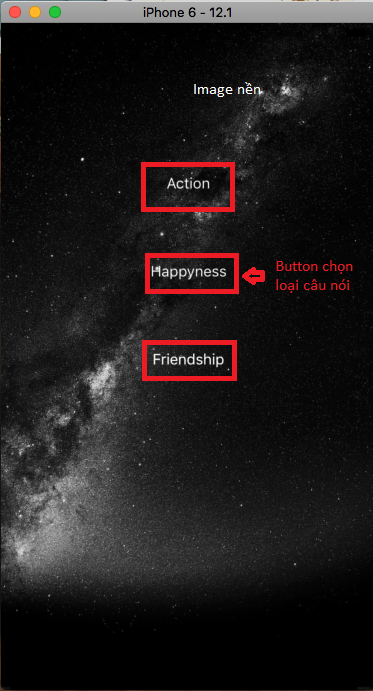 iPhone 6 - 12.1
Image nền
Action
Happyness
Button chọn
loại câu nói
Friendship